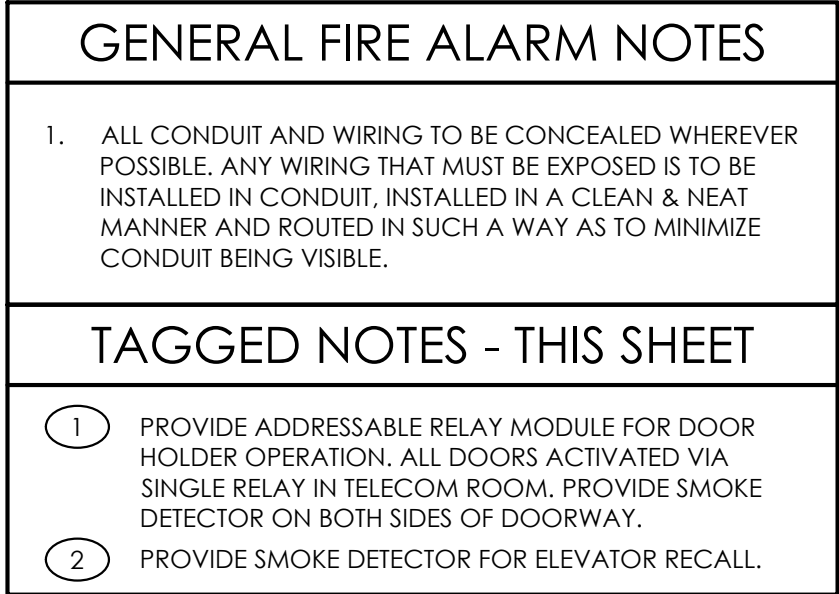 GENERAL FIRE ALARM NOTES
1. ALL CONDUIT AND WIRING TO BE CONCEALED WHEREVER
POSSIBLE. ANY WIRING THAT MUST BE EXPOSED IS TO BE
INSTALLED IN CONDUIT, INSTALLED IN A CLEAN & NEAT
MANNER AND ROUTED IN SUCH A WAY AS TO MINIMIZE
CONDUIT BEING VISIBLE.
TAGGED NOTES - THIS SHEET
1 PROVIDE ADDRESSABLE RELAY MODULE FOR DOOR
HOLDER OPERATION. ALL DOORS ACTIVATED VIA
SINGLE RELAY IN TELECOM ROOM. PROVIDE SMOKE
DETECTOR ON BOTH SIDES OF DOORWAY.
2 PROVIDE SMOKE DETECTOR FOR ELEVATOR RECALL.